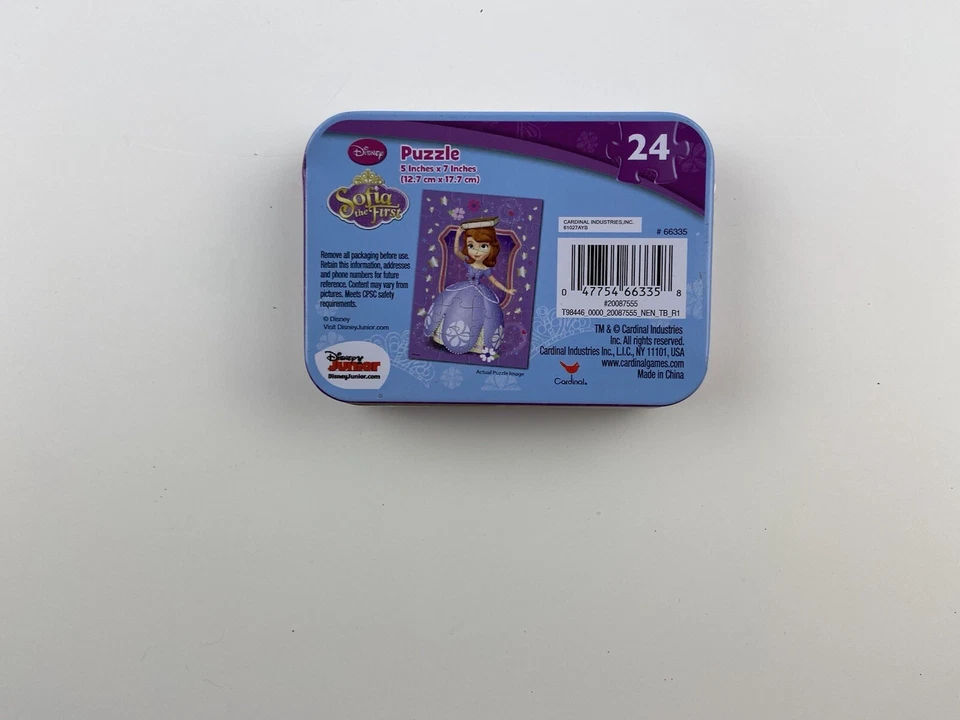 Disney
Puzzle
5 Inches x 7 Inches
(12.7 cm x 17.7 cm)
24
Sofia
the First
Remove all packaging before use.
Retain this information, addresses
and phone numbers for future
reference. Content may vary from
pictures. Meets CPSC safety
requirements.
© Disney
Visit DisneyJunior.com
Disney
Junior
DisneyJunior.com
Actual Puzzle Image
CARDINAL INDUSTRIES,INC.
61027AYB
# 66335
0 47754 66335 8
#20087555
T98446_0000_20087555_NEN_TB_R1
TM & © Cardinal Industries
Inc. All rights reserved.
Cardinal Industries Inc., L.I.C., NY 11101, USA
www.cardinalgames.com
Made in China
Cardinal®